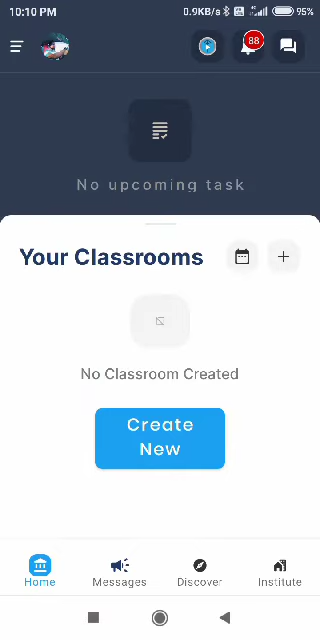 10:10 PM
0.9KB/s
95%
88
No upcoming task
Your Classrooms
No Classroom Created
Create
New
Home
Messages
Discover
Institute